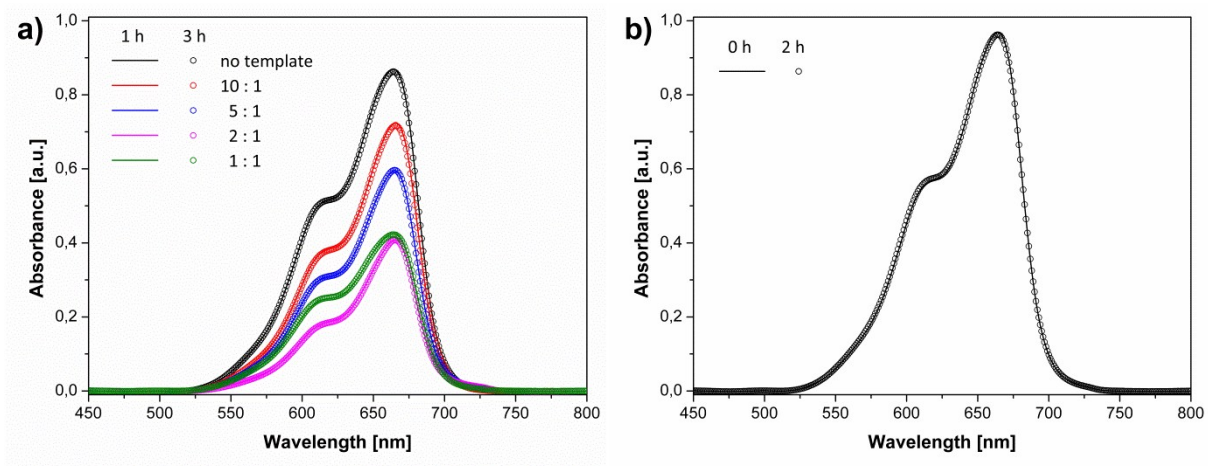 a)
1 h 3 h
no template
10 : 1
5 : 1
2 : 1
1 : 1
1,0
0,8
0,6
0,4
0,2
0,0
Absorbance [a.u.]
450 500 550 600 650 700 750 800
Wavelength [nm]
b)
0 h 2 h
1,0
0,8
0,6
0,4
0,2
0,0
Absorbance [a.u.]
450 500 550 600 650 700 750 800
Wavelength [nm]